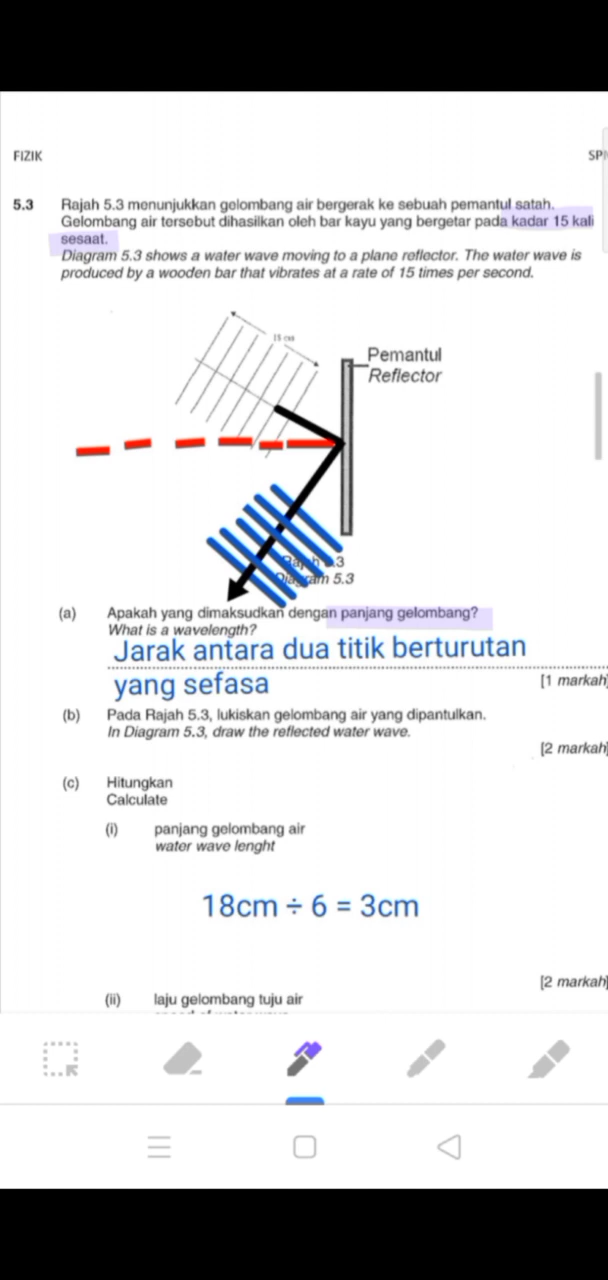 FIZIK
SP
5.3 Rajah 5.3 menunjukkan gelombang air bergerak ke sebuah pemantul satah.
Gelombang air tersebut dihasilkan oleh bar kayu yang bergetar pada kadar 15 kali
sesaat.
Diagram 5.3 shows a water wave moving to a plane reflector. The water wave is
produced by a wooden bar that vibrates at a rate of 15 times per second.
18 cm
Pemantul
Reflector
Rajah 5.3
Diagram 5.3
(a) Apakah yang dimaksudkan dengan panjang gelombang?
What is a wavelength?
Jarak antara dua titik berturutan
yang sefasa
[1 markah]
(b) Pada Rajah 5.3, lukiskan gelombang air yang dipantulkan.
In Diagram 5.3, draw the reflected water wave.
[2 markah]
(c) Hitungkan
Calculate
(i) panjang gelombang air
water wave lenght
18cm ÷ 6 = 3cm
[2 markah]
(ii) laju gelombang tuju air